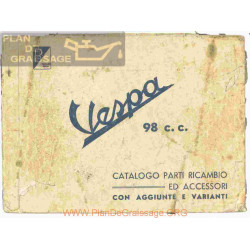 PLAN DE
GRAISSAGE
Vespa
98 c.c.
CATALOGO PARTI RICAMBIO
ED ACCESSORI
CON AGGIUNTE E VARIANTI
www.PlanDeGraissage.ORG